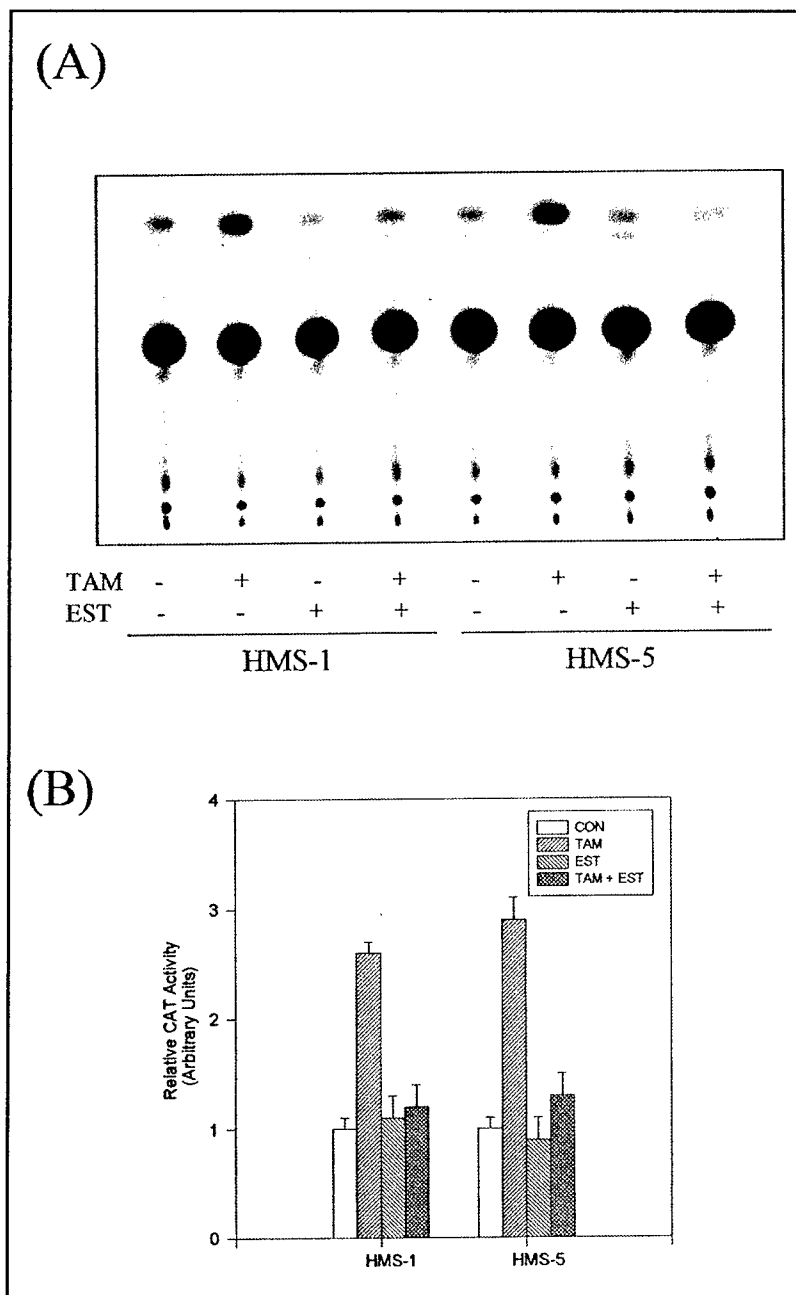 (A)
TAM - + - + - + - +
EST - - + + - - + +
HMS-1 HMS-5
(B)
4
3
2
1
0
Relative CAT Activity
(Arbitrary Units)
CON
TAM
EST
TAM + EST
HMS-1 HMS-5